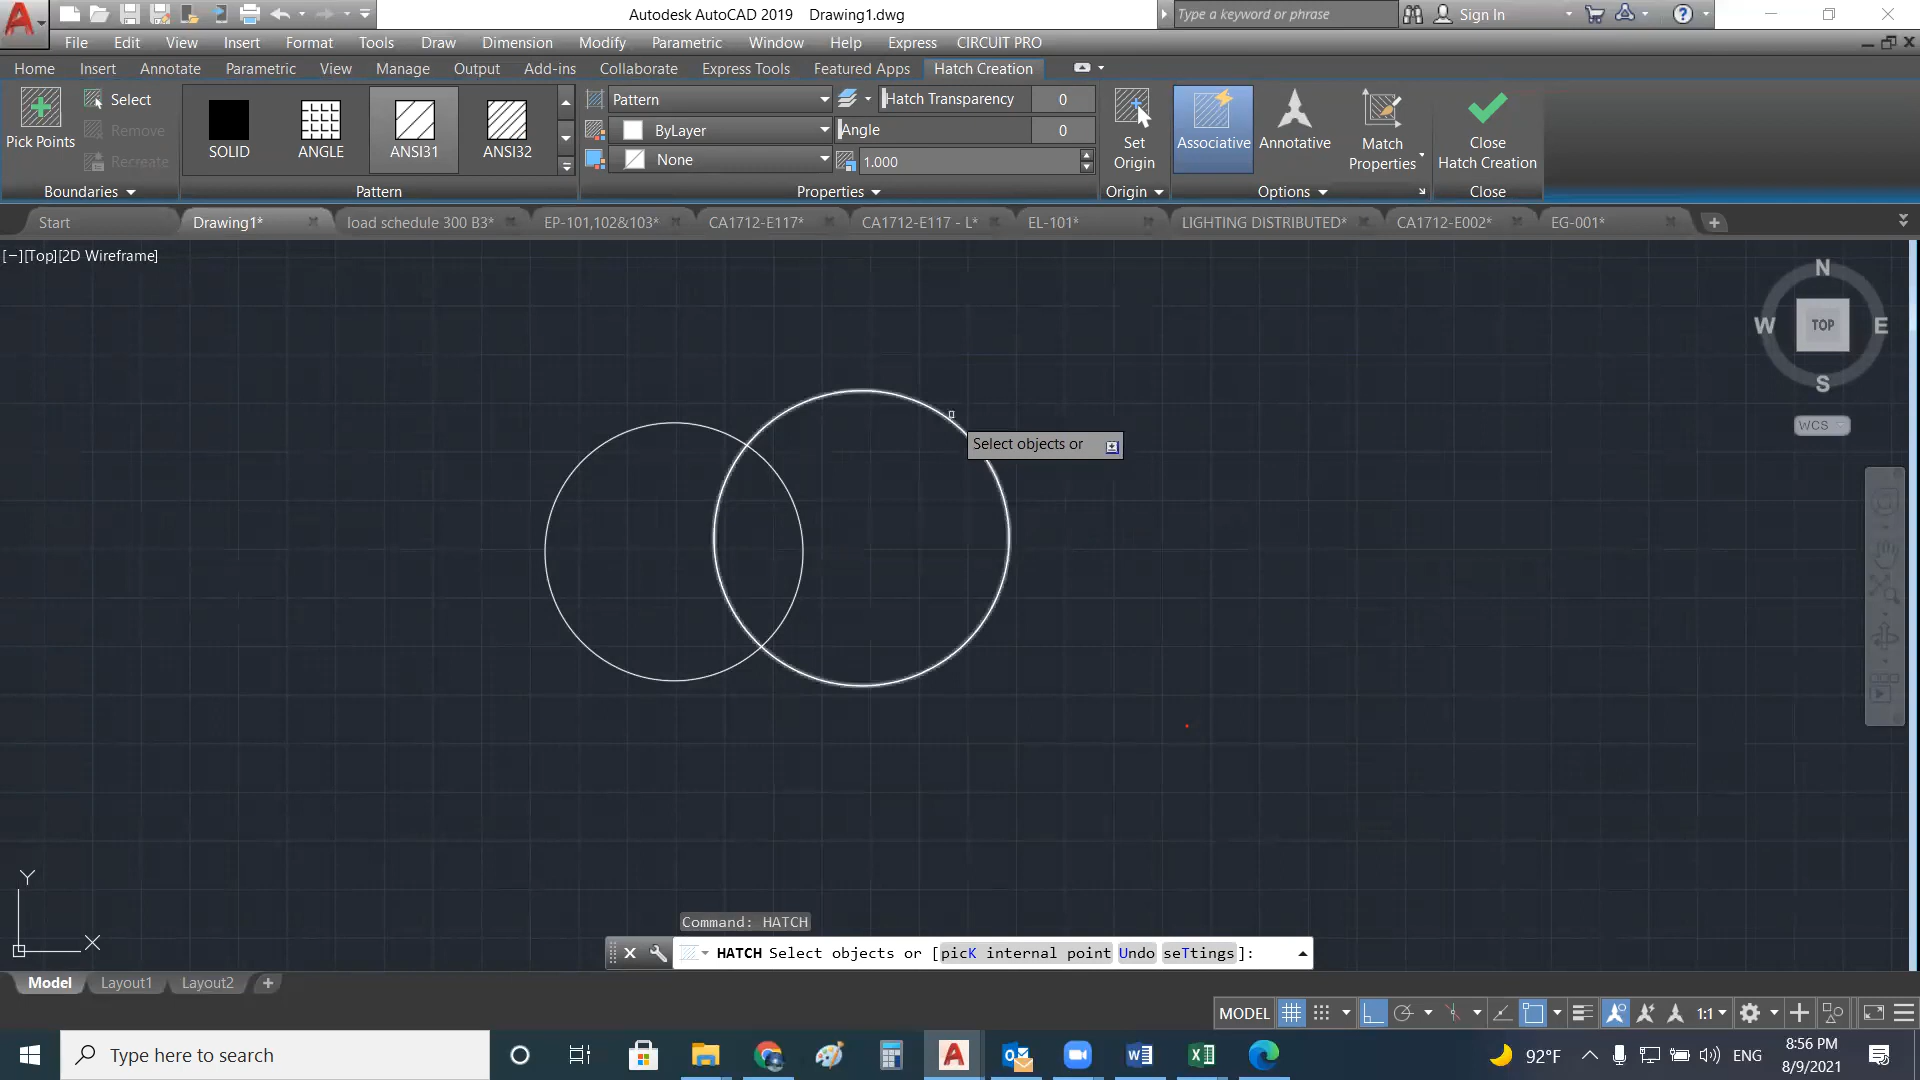 Autodesk AutoCAD 2019 Drawing1.dwg
Type a keyword or phrase
Sign In
File Edit View Insert Format Tools Draw Dimension Modify Parametric Window Help Express CIRCUIT PRO
Home Insert Annotate Parametric View Manage Output Add-ins Collaborate Express Tools Featured Apps Hatch Creation
Pick Points
Select
Remove
Recreate
Boundaries
SOLID
ANGLE
ANSI31
ANSI32
Pattern
Pattern
ByLayer
None
Hatch Transparency 0
Angle 0
1.000
Properties
Set
Origin
Origin
Associative
Annotative
Match
Properties
Options
Close
Hatch Creation
Close
Start Drawing1* load schedule 300 B3* EP-101,102&103* CA1712-E117* CA1712-E117 - L* EL-101* LIGHTING DISTRIBUTED* CA1712-E002* EG-001*
[−][Top][2D Wireframe]
N
W
TOP
E
S
WCS
Select objects or
Y
X
Command: HATCH
HATCH Select objects or [picK internal point Undo seTtings]:
Model Layout1 Layout2
MODEL
1:1
Type here to search
92°F
ENG
8:56 PM
8/9/2021